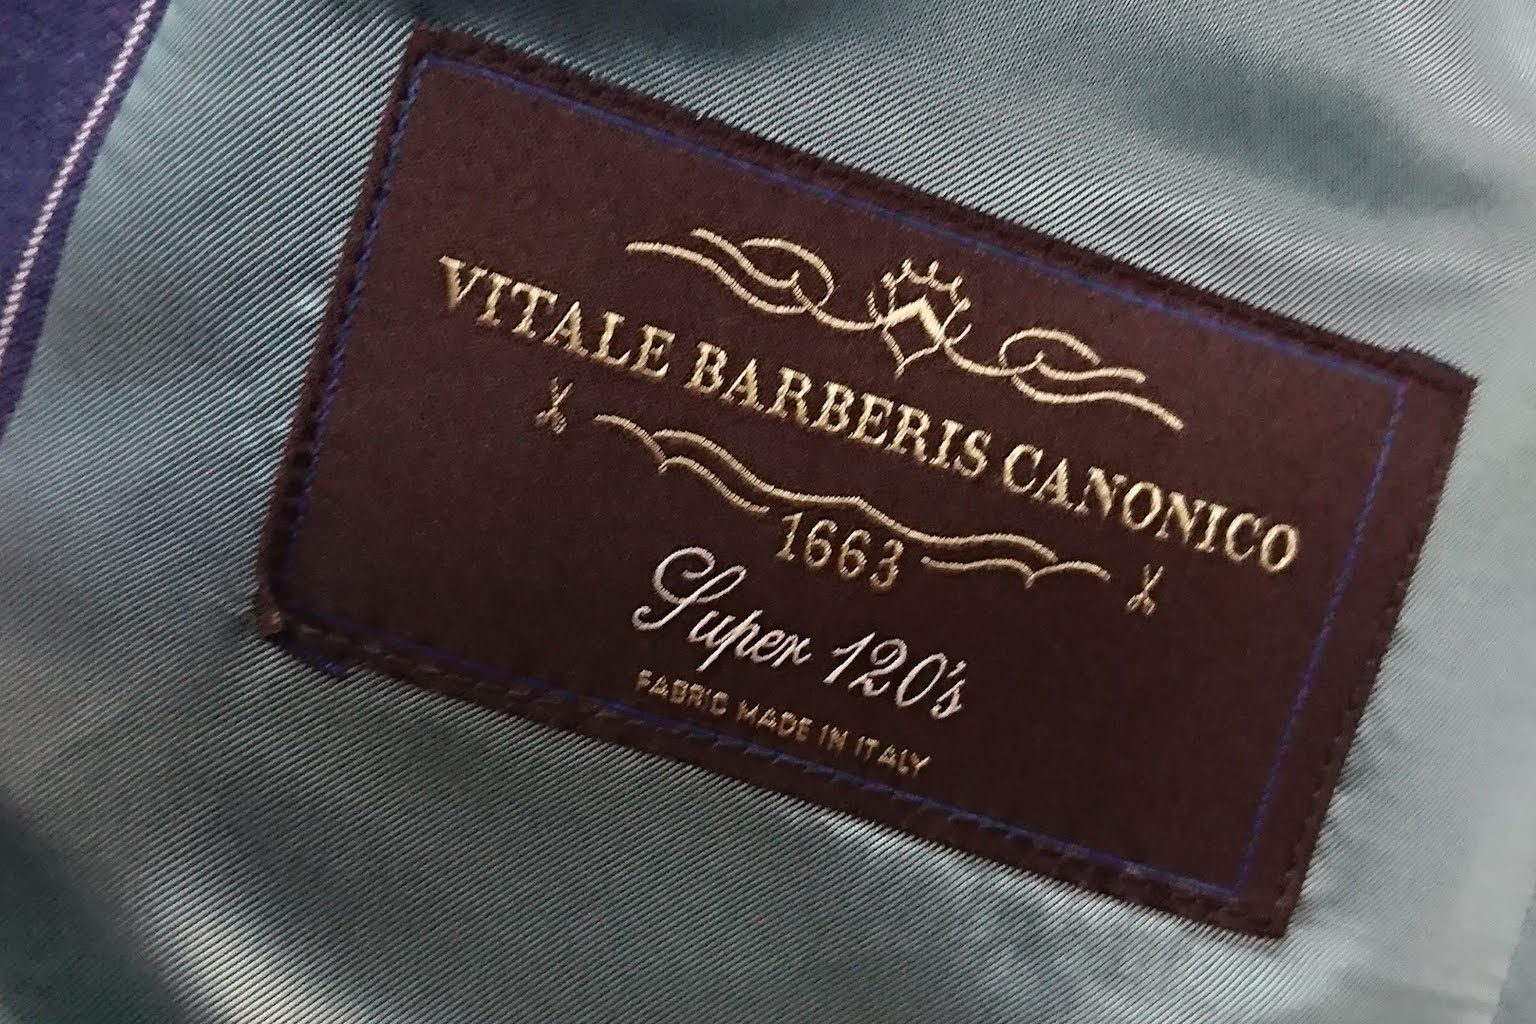 VITALE BARBERIS CANONICO
1663
Super 120's
FABRIC MADE IN ITALY